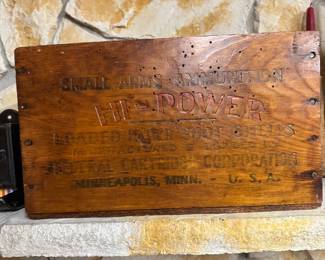 SMALL ARMS AMMUNITION
HI-POWER
LOADED PAPER SHOT SHELLS
FEDERAL CARTRIDGE CORPORATION
MINNEAPOLIS, MINN. - U. S. A.